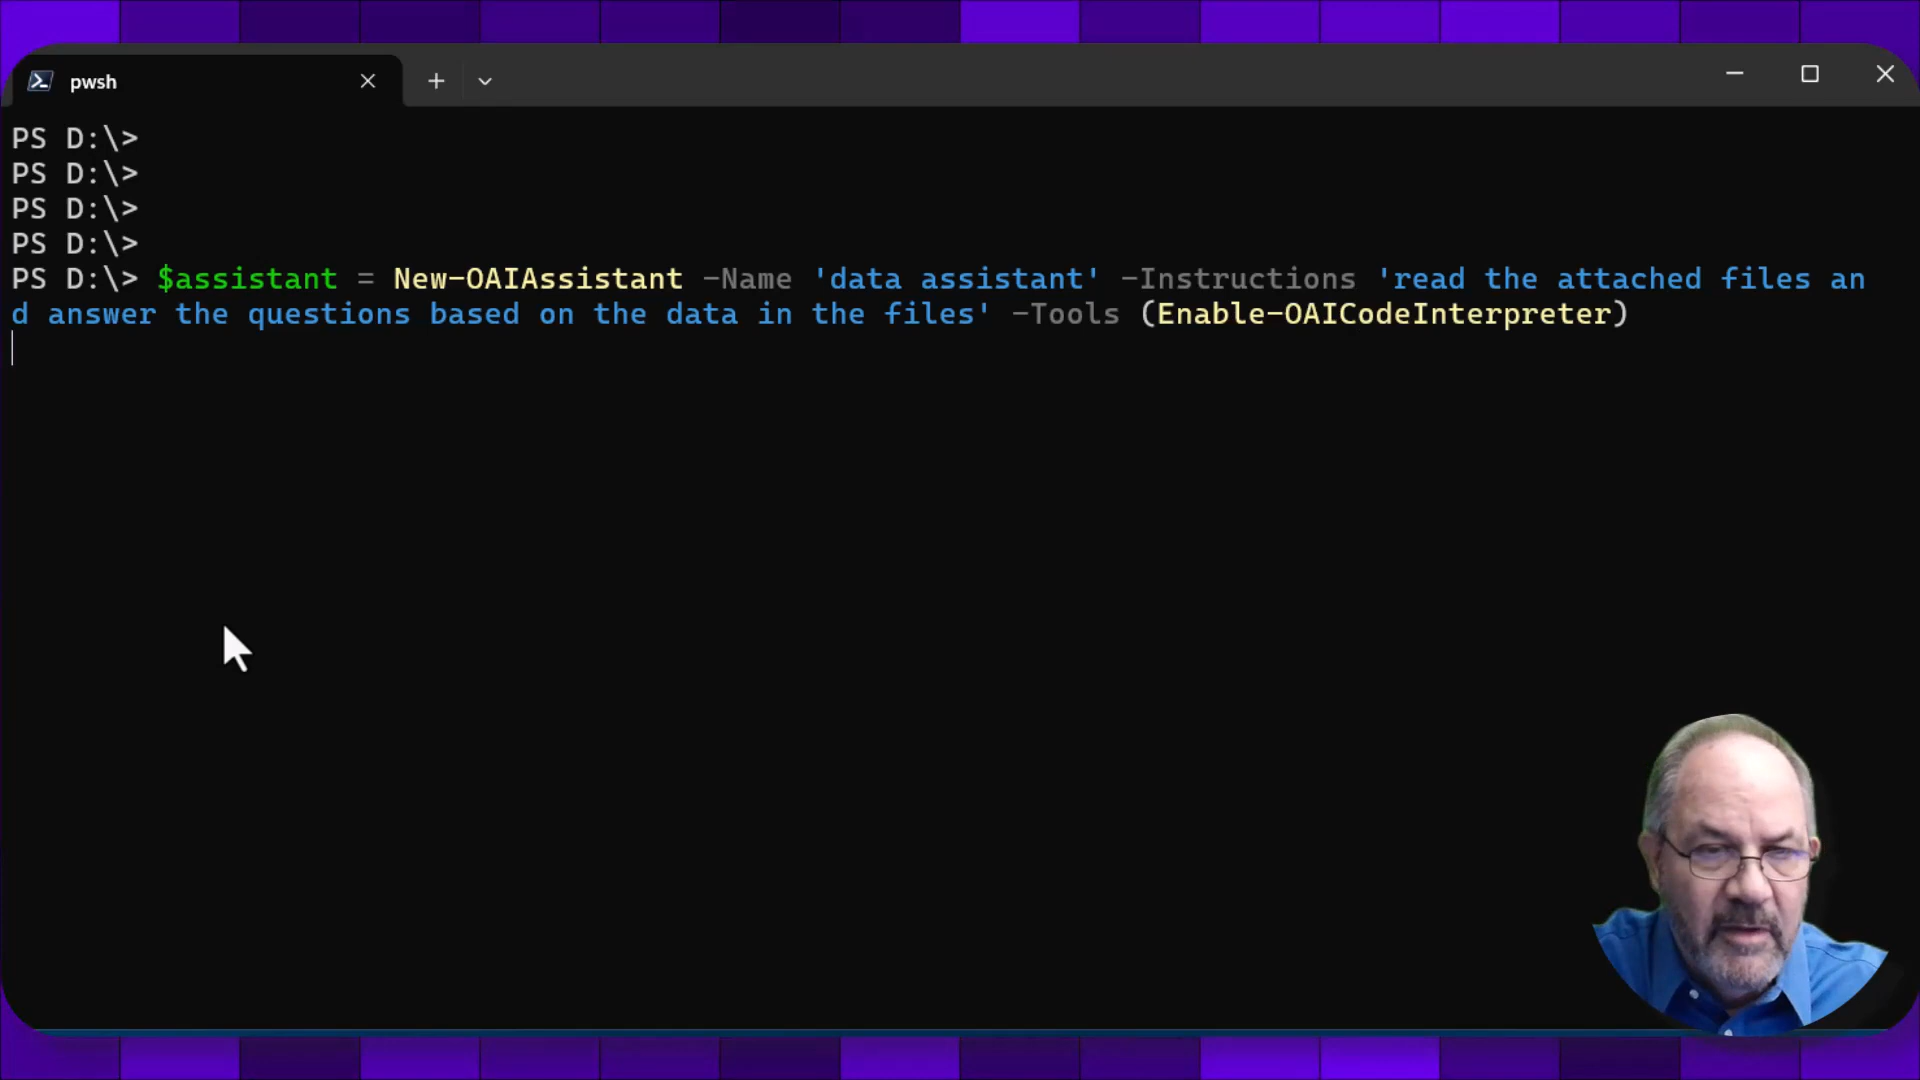 pwsh
PS D:\>
PS D:\>
PS D:\>
PS D:\>
PS D:\> $assistant = New-OAIAssistant -Name 'data assistant' -Instructions 'read the attached files an
d answer the questions based on the data in the files' -Tools (Enable-OAICodeInterpreter)